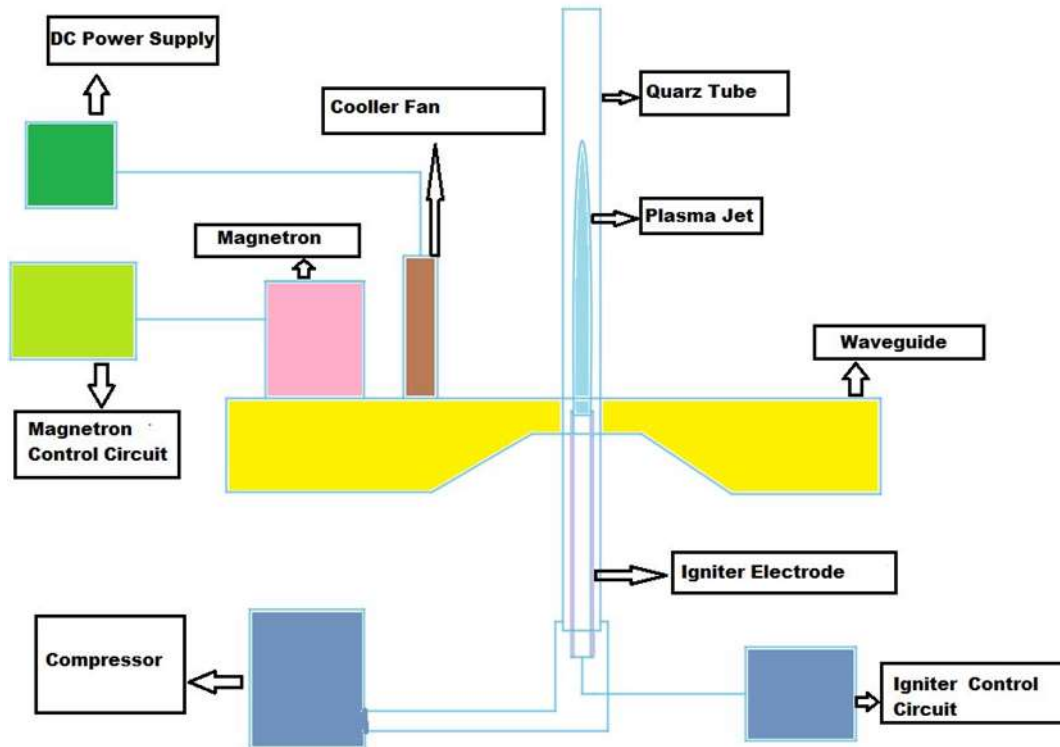 DC Power Supply
Cooller Fan
Quarz Tube
Plasma Jet
Magnetron
Waveguide
Magnetron
Control Circuit
Igniter Electrode
Compressor
Igniter Control
Circuit